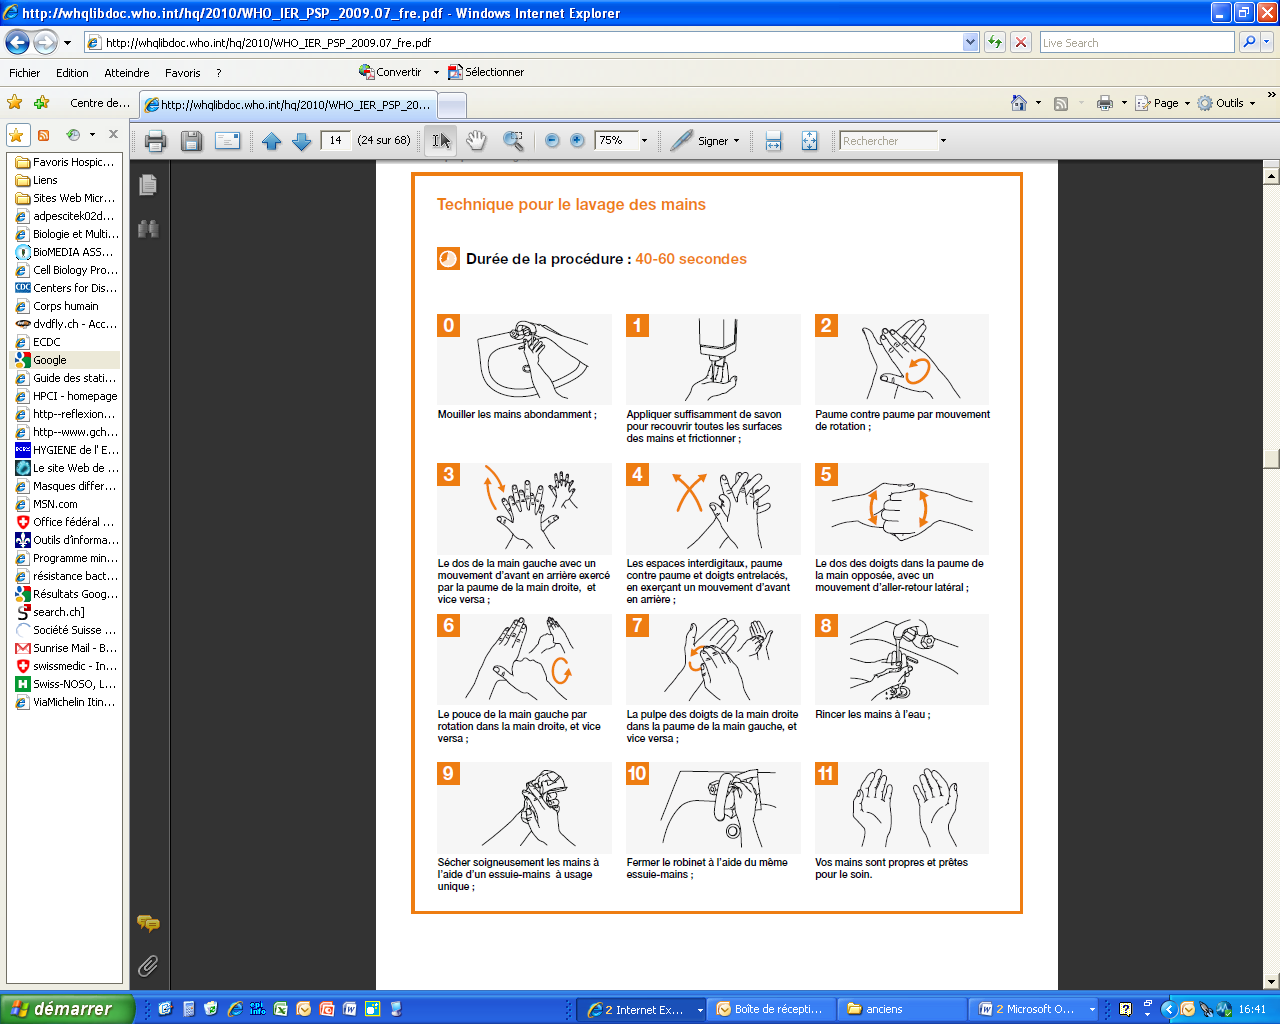 http://whqlibdoc.who.int/hq/2010/WHO_IER_PSP_2009.07_fre.pdf - Windows Internet Explorer
http://whqlibdoc.who.int/hq/2010/WHO_IER_PSP_2009.07_fre.pdf
Live Search
Fichier Edition Atteindre Favoris ? Convertir Sélectionner
Centre de... http://whqlibdoc.who.int/hq/2010/WHO_IER_PSP_20... Page Outils »
14 (24 sur 68) 75% Signer Rechercher
Favoris Hospic...
Liens
Sites Web Micr...
adpescitek02d...
Biologie et Multi...
BioMEDIA ASS...
Cell Biology Pro...
CDC Centers for Dis...
Corps humain
dvdfly.ch - Acc...
ECDC
Google
Guide des stati...
HPCI - homepage
http--reflexion...
http--www.gch...
HYGIENE de l' E...
Le site Web de ...
Masques differ...
MSN.com
Office fédéral ...
Outils d'informa...
Programme min...
résistance bact...
Résultats Goog...
search.ch]
Société Suisse ...
Sunrise Mail - B...
swissmedic - In...
Swiss-NOSO, L...
ViaMichelin Itin...
Technique pour le lavage des mains
Durée de la procédure : 40-60 secondes
0
Mouiller les mains abondamment ;
1
Appliquer suffisamment de savon
pour recouvrir toutes les surfaces
des mains et frictionner ;
2
Paume contre paume par mouvement
de rotation ;
3
Le dos de la main gauche avec un
mouvement d'avant en arrière exercé
par la paume de la main droite, et
vice versa ;
4
Les espaces interdigitaux, paume
contre paume et doigts entrelacés,
en exerçant un mouvement d'avant
en arrière ;
5
Le dos des doigts dans la paume de
la main opposée, avec un
mouvement d'aller-retour latéral ;
6
Le pouce de la main gauche par
rotation dans la main droite, et vice
versa ;
7
La pulpe des doigts de la main droite
dans la paume de la main gauche, et
vice versa ;
8
Rincer les mains à l'eau ;
9
Sécher soigneusement les mains à
l'aide d'un essuie-mains à usage
unique ;
10
Fermer le robinet à l'aide du même
essuie-mains ;
11
Vos mains sont propres et prêtes
pour le soin.
démarrer 2 Internet Ex... Boîte de récepti... anciens 2 Microsoft O... 16:41